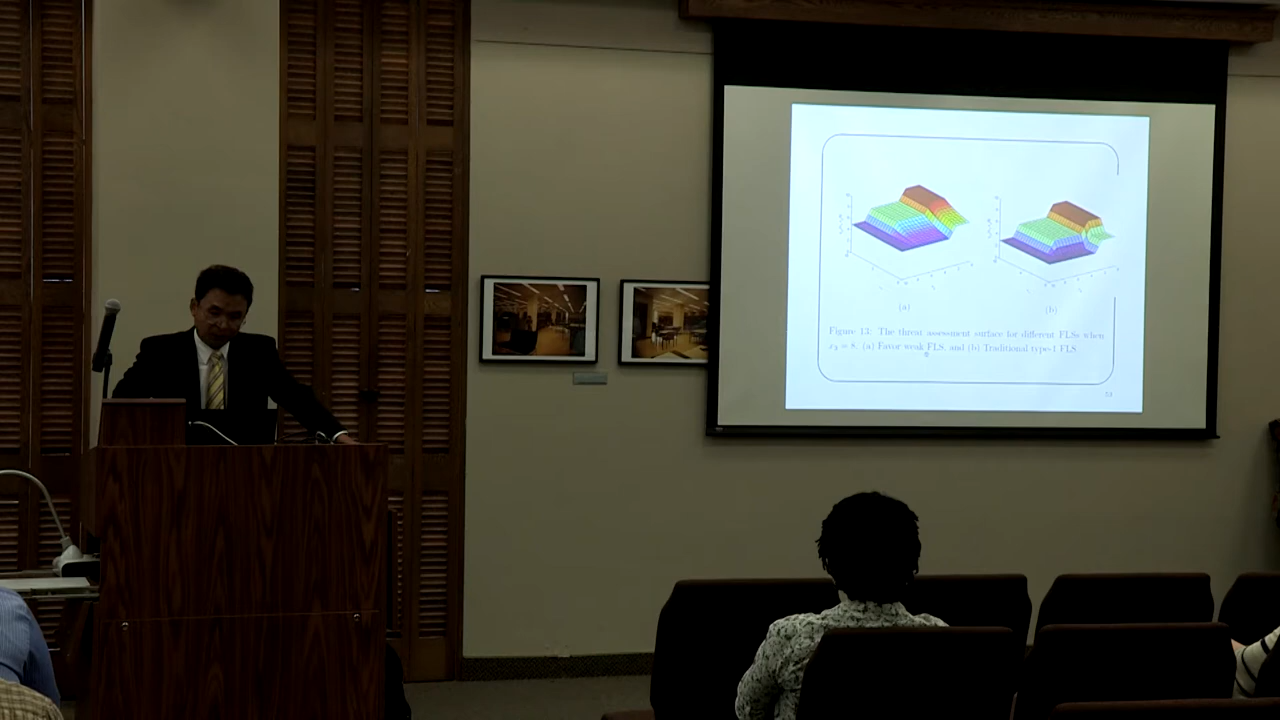 (a)
(b)
Figure 13: The threat assessment surface for different FLSs when
= 8. (a) Favor weak FLS, and (b) Traditional type-1 FLS